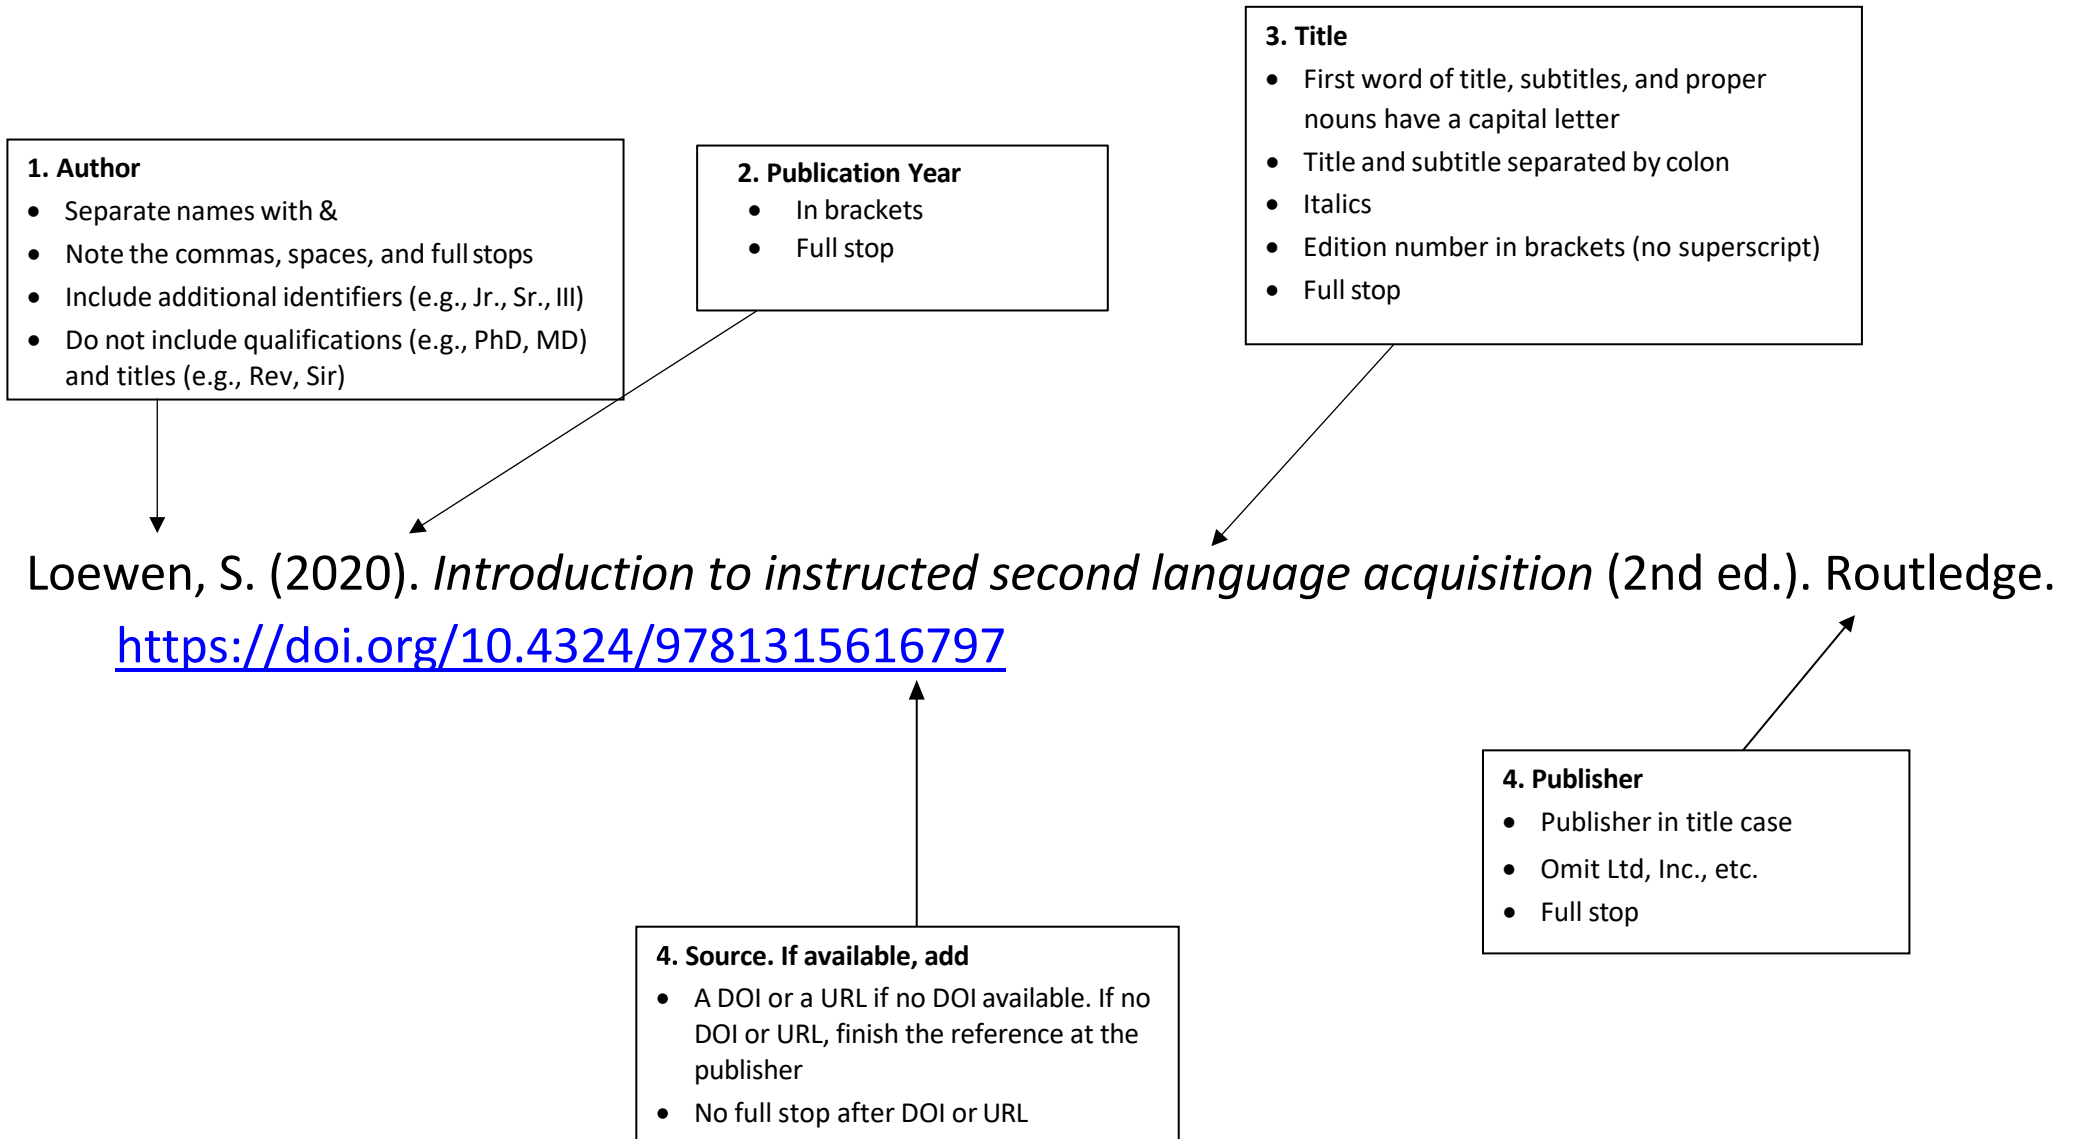 1. Author
• Separate names with &
• Note the commas, spaces, and full stops
• Include additional identifiers (e.g., Jr., Sr., III)
• Do not include qualifications (e.g., PhD, MD)
and titles (e.g., Rev, Sir)
2. Publication Year
• In brackets
• Full stop
3. Title
• First word of title, subtitles, and proper
nouns have a capital letter
• Title and subtitle separated by colon
• Italics
• Edition number in brackets (no superscript)
• Full stop
Loewen, S. (2020). Introduction to instructed second language acquisition (2nd ed.). Routledge.
https://doi.org/10.4324/9781315616797
4. Publisher
• Publisher in title case
• Omit Ltd, Inc., etc.
• Full stop
4. Source. If available, add
• A DOI or a URL if no DOI available. If no
DOI or URL, finish the reference at the
publisher
• No full stop after DOI or URL